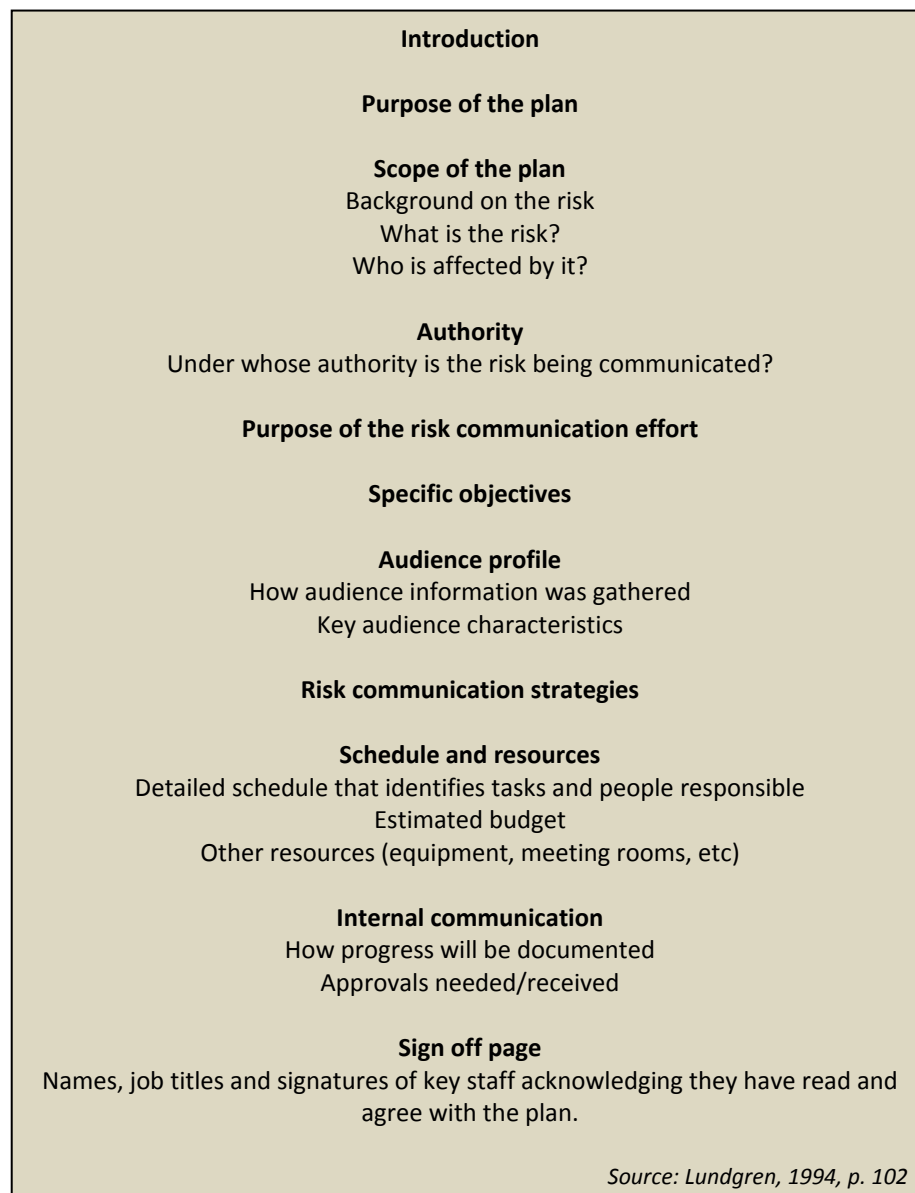 Introduction
Purpose of the plan
Scope of the plan
Background on the risk
What is the risk?
Who is affected by it?
Authority
Under whose authority is the risk being communicated?
Purpose of the risk communication effort
Specific objectives
Audience profile
How audience information was gathered
Key audience characteristics
Risk communication strategies
Schedule and resources
Detailed schedule that identifies tasks and people responsible
Estimated budget
Other resources (equipment, meeting rooms, etc)
Internal communication
How progress will be documented
Approvals needed/received
Sign off page
Names, job titles and signatures of key staff acknowledging they have read and
agree with the plan.
Source: Lundgren, 1994, p. 102